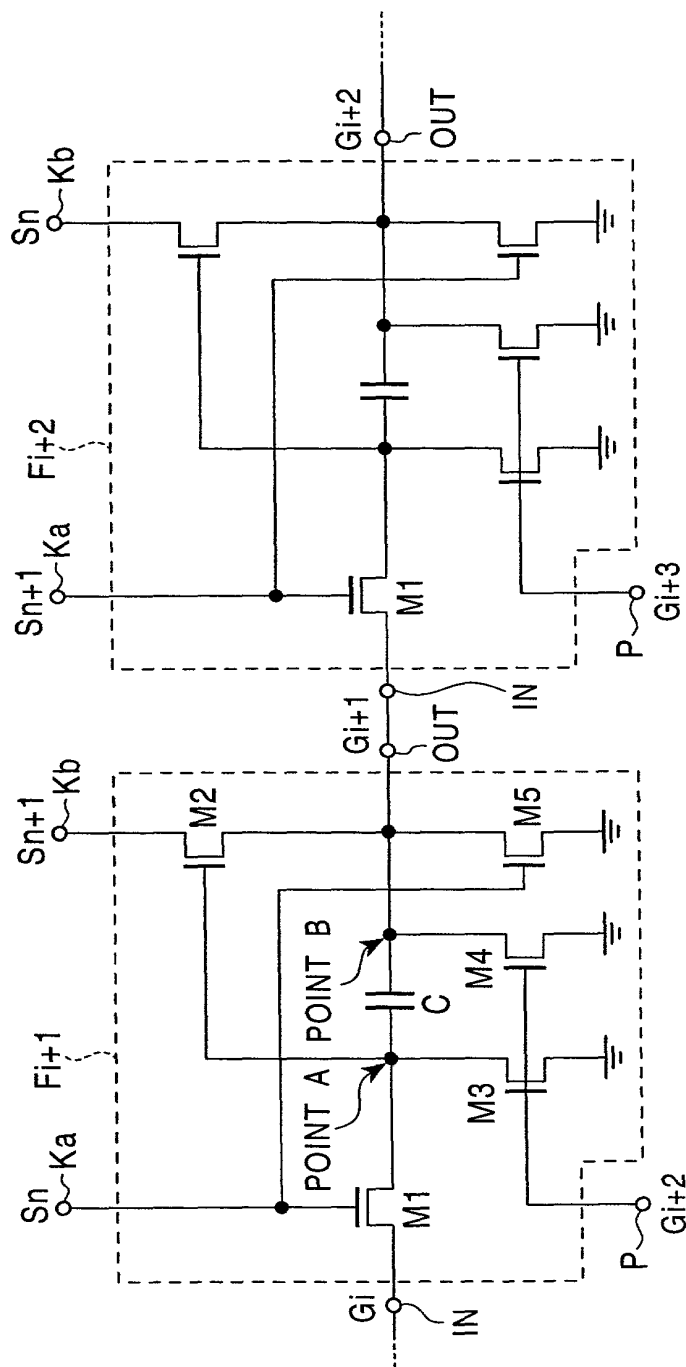 Fi+1
Sn
Ka
Sn+1
Kb
M2
POINT A
POINT B
C
M1
M3
M4
M5
Gi
IN
P
Gi+2
Gi+1
OUT
Fi+2
Sn+1
Ka
Sn
Kb
M1
IN
P
Gi+3
Gi+2
OUT